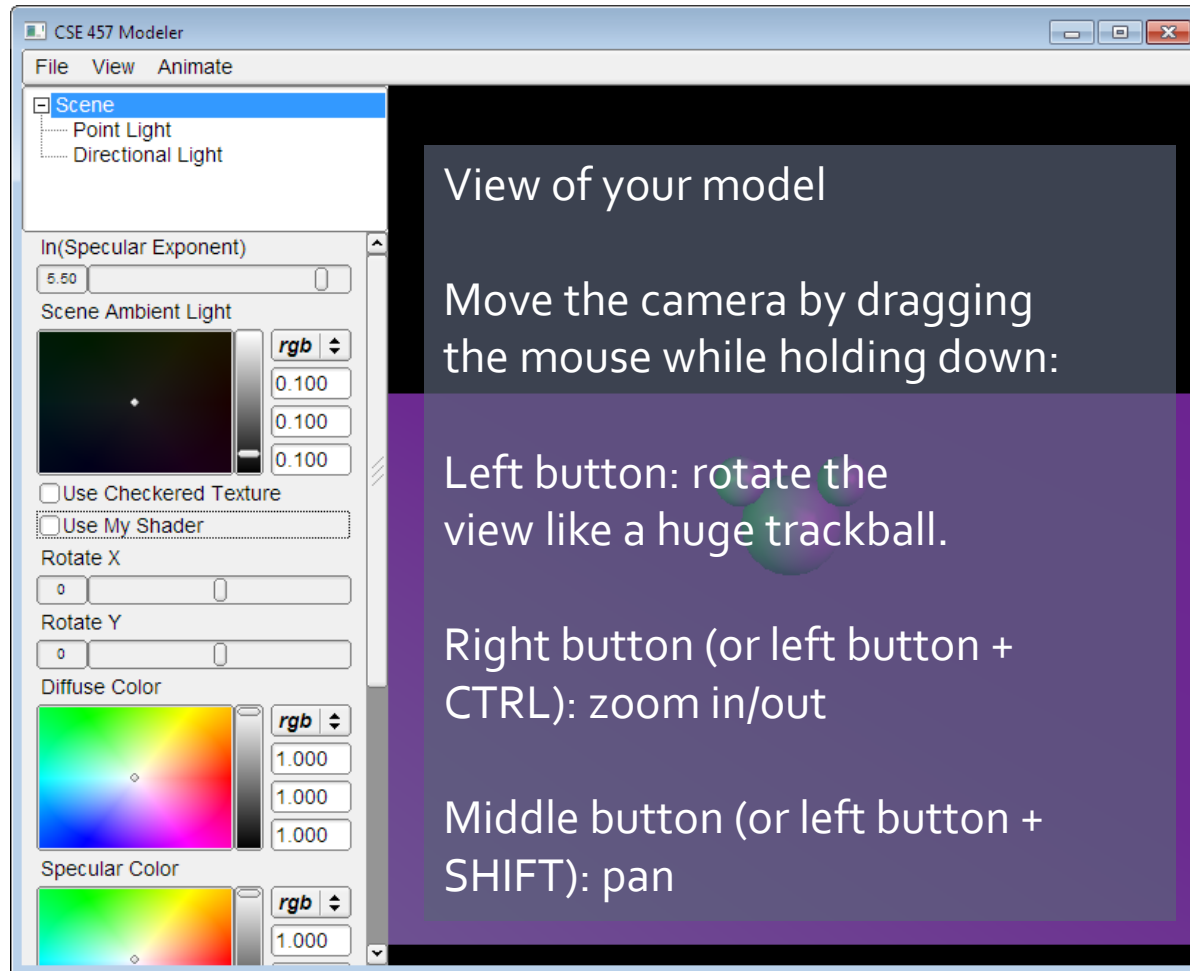 CSE 457 Modeler
File View Animate
Scene
Point Light
Directional Light
ln(Specular Exponent)
5.50
Scene Ambient Light
rgb
0.100
0.100
0.100
Use Checkered Texture
Use My Shader
Rotate X
0
Rotate Y
0
Diffuse Color
rgb
1.000
1.000
1.000
Specular Color
rgb
1.000
View of your model
Move the camera by dragging
the mouse while holding down:
Left button: rotate the
view like a huge trackball.
Right button (or left button +
CTRL): zoom in/out
Middle button (or left button +
SHIFT): pan